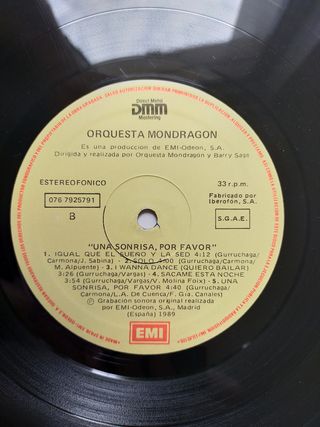 Direct Metal
DMM
Mastering
ORQUESTA MONDRAGON
Es una producción de EMI-Odeon, S.A.
Dirigida y realizada por Orquesta Mondragón y Barry Sage
ESTEREOFONICO
33 r.p.m.
076 7925791
B
Fabricado por
Iberofón, S.A.
S.G.A.E.
"UNA SONRISA, POR FAVOR"
1. IGUAL QUE EL SUEÑO Y LA SED 4:12 (Gurruchaga/
Carmona/J. Sabina) - 2. SOLO 4:00 (Gurruchaga/Carmona/M.
Alpuente) - 3. I WANNA DANCE (QUIERO BAILAR)
3:26 (Gurruchaga/Vargas) - 4. SACAME ESTA NOCHE
3:54 (Gurruchaga/Vargas/V. Molina Foix) - 5. UNA
SONRISA, POR FAVOR 4:40 (Gurruchaga/
Carmona/L.A. De Cuenca/F. Gia. Canales)
Ⓟ Grabación sonora original realizada
por EMI-Odeon, S.A., Madrid
(España) 1989
EMI